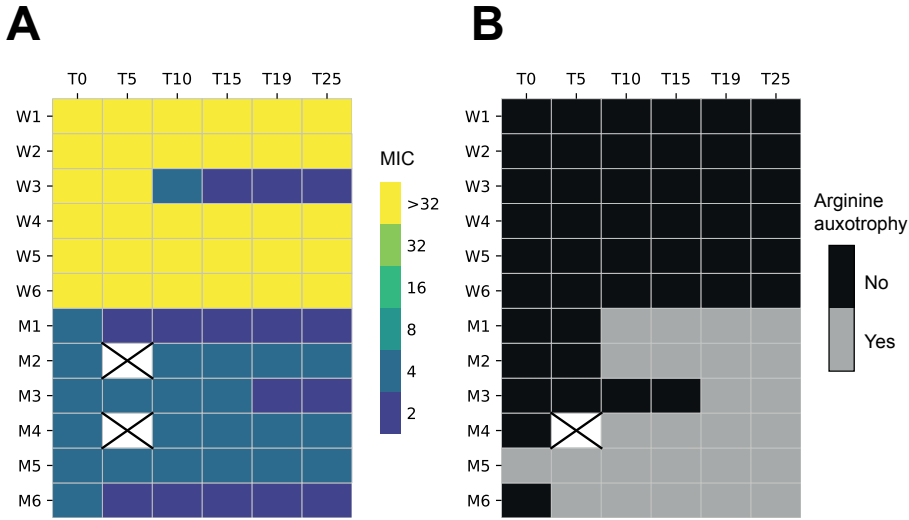 A
B
T0 T5 T10 T15 T19 T25
T0 T5 T10 T15 T19 T25
W1
W2
W3
W4
W5
W6
M1
M2
M3
M4
M5
M6
MIC
>32
32
16
8
4
2
W1
W2
W3
W4
W5
W6
M1
M2
M3
M4
M5
M6
Arginine
auxotrophy
No
Yes